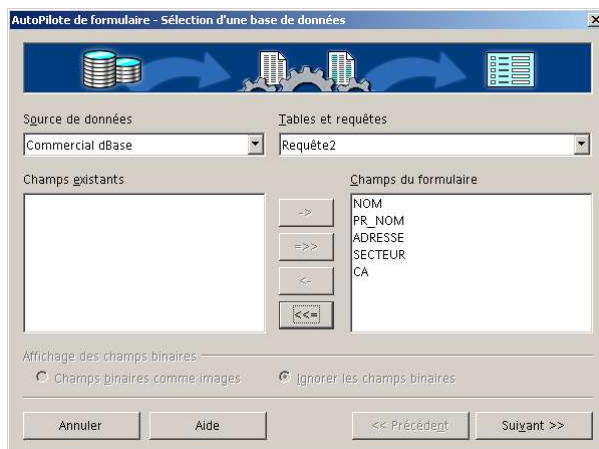 AutoPilote de formulaire - Sélection d'une base de données
Source de données
Tables et requêtes
Commercial dBase
Requête2
Champs existants
Champs du formulaire
->
=>>
<-
<<=
NOM
PR_NOM
ADRESSE
SECTEUR
CA
Affichage des champs binaires
Champs binaires comme images
Ignorer les champs binaires
Annuler
Aide
<< Précédent
Suivant >>